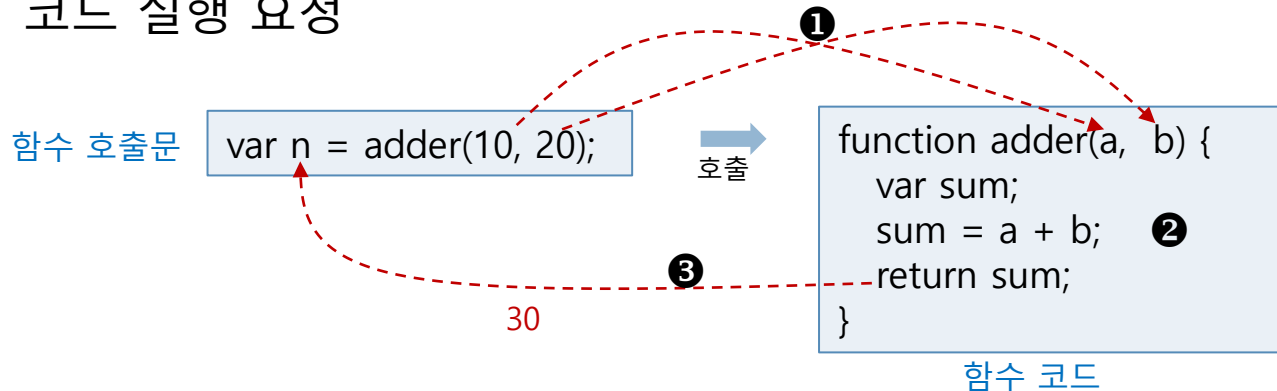 코드 실행 요청
❶
함수 호출문
var n = adder(10, 20);
호출
function adder(a, b) {
var sum;
sum = a + b; ❷
return sum;
}
❸
30
함수 코드